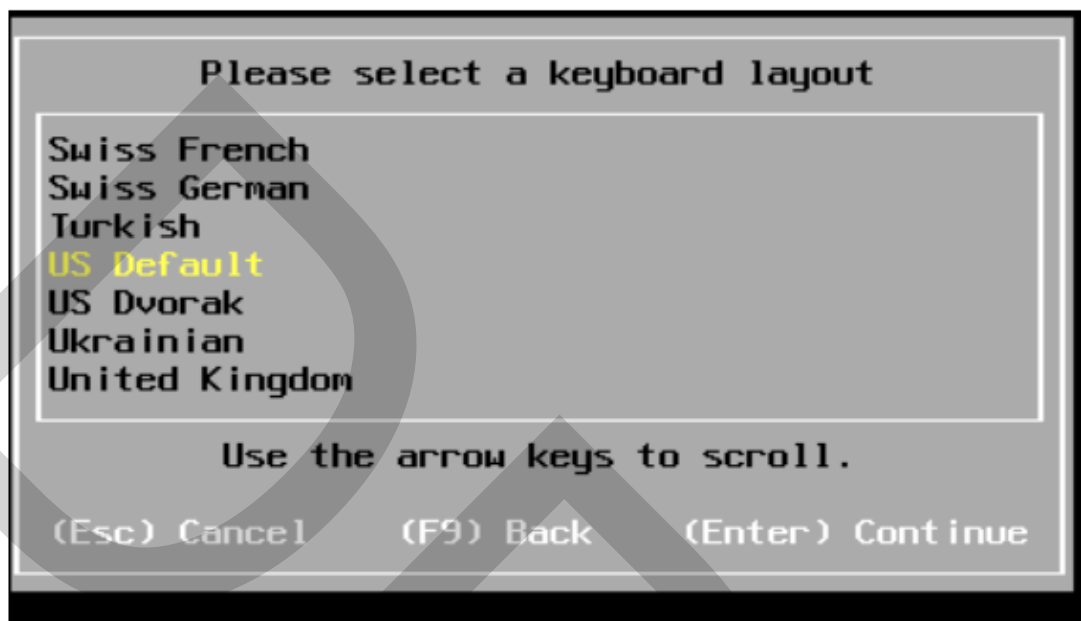 Please select a keyboard layout
Swiss French
Swiss German
Turkish
US Default
US Dvorak
Ukrainian
United Kingdom
Use the arrow keys to scroll.
(Esc) Cancel (F9) Back (Enter) Continue